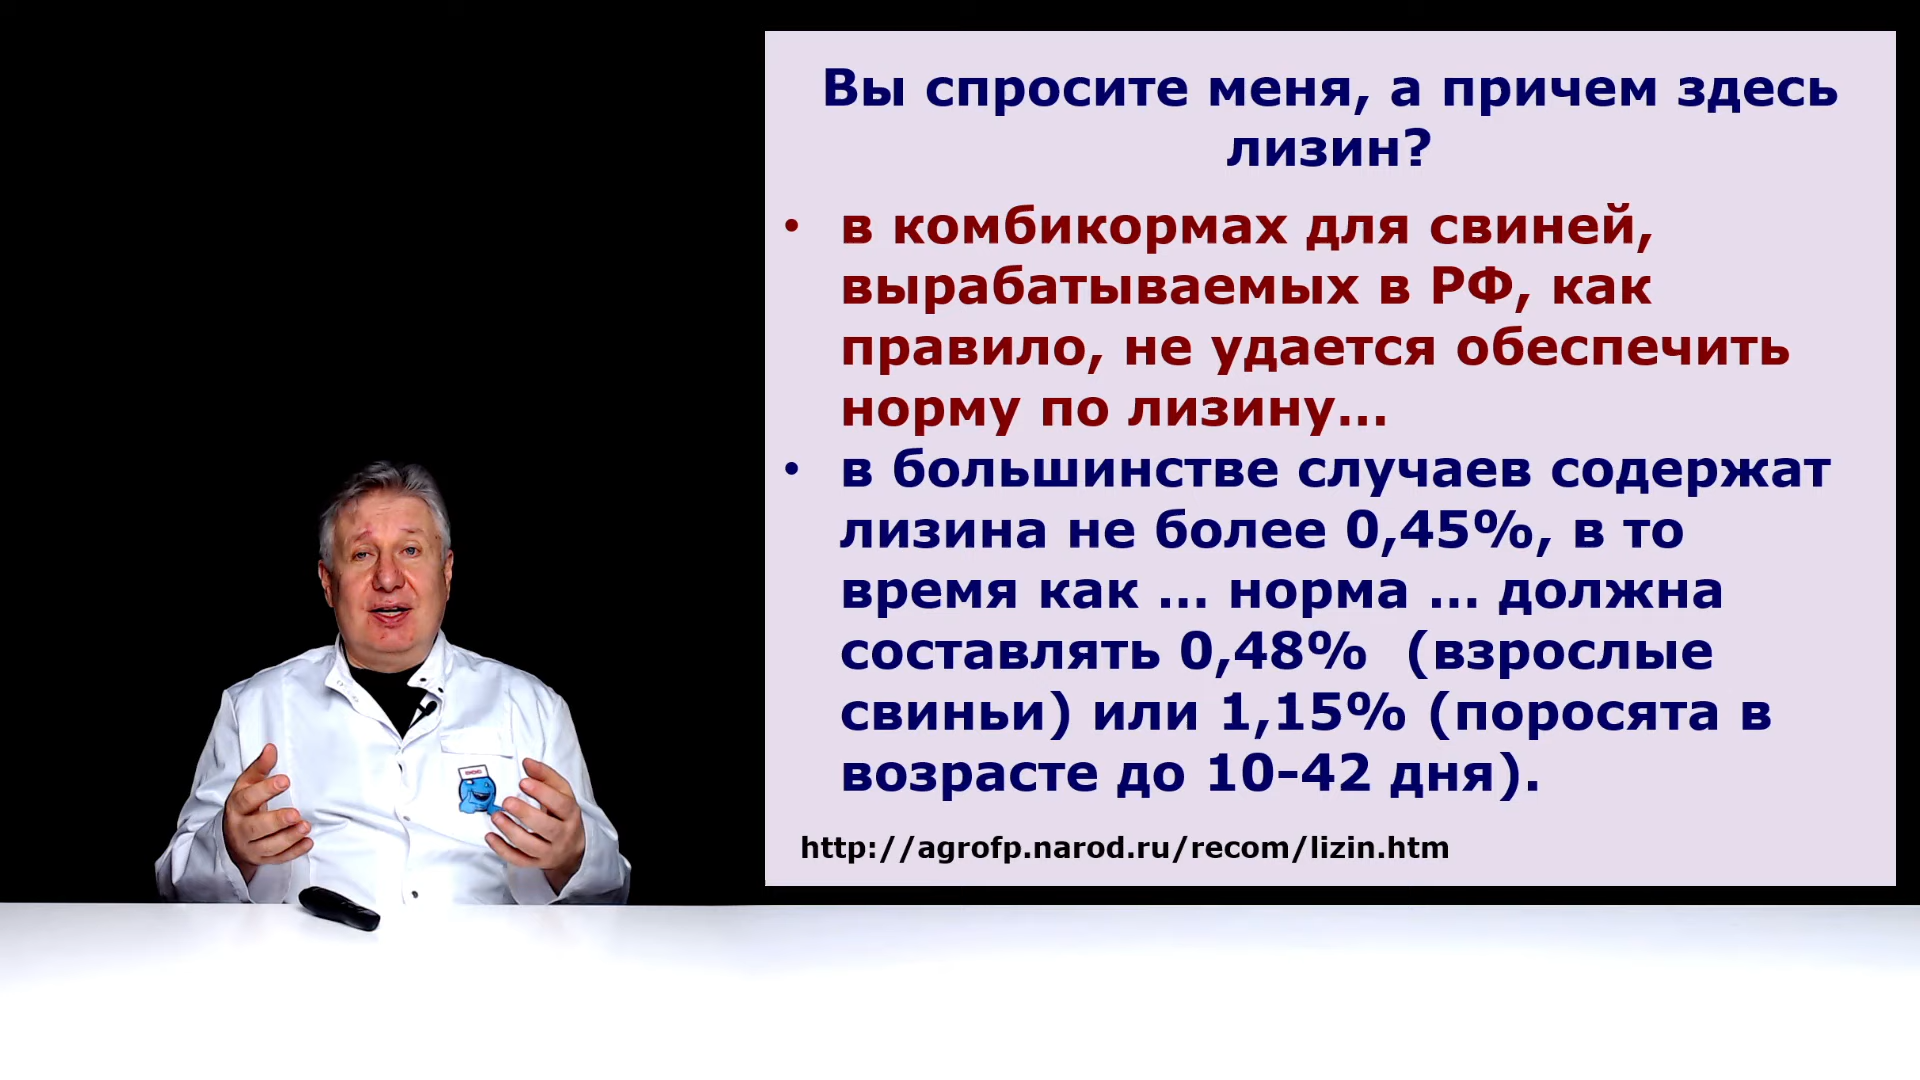 Вы спросите меня, а причем здесь
лизин?
• в комбикормах для свиней,
вырабатываемых в РФ, как
правило, не удается обеспечить
норму по лизину...
• в большинстве случаев содержат
лизина не более 0,45%, в то
время как ... норма ... должна
составлять 0,48% (взрослые
свиньи) или 1,15% (поросята в
возрасте до 10-42 дня).
http://agrofp.narod.ru/recom/lizin.htm